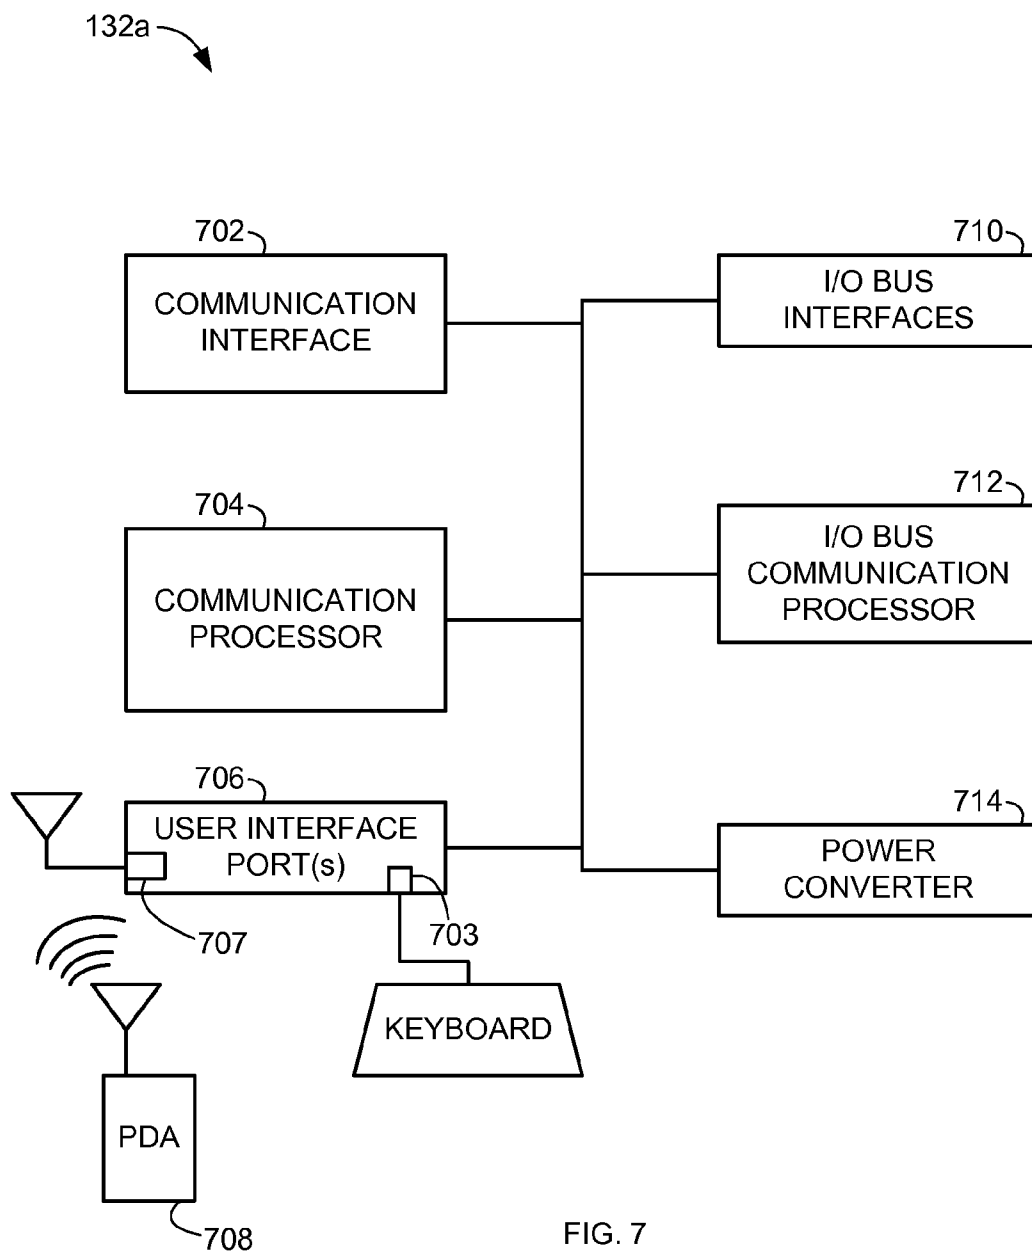 132a
702
COMMUNICATION
INTERFACE
710
I/O BUS
INTERFACES
704
COMMUNICATION
PROCESSOR
712
I/O BUS
COMMUNICATION
PROCESSOR
706
USER INTERFACE
PORT(s)
714
POWER
CONVERTER
707
703
KEYBOARD
PDA
708
FIG. 7